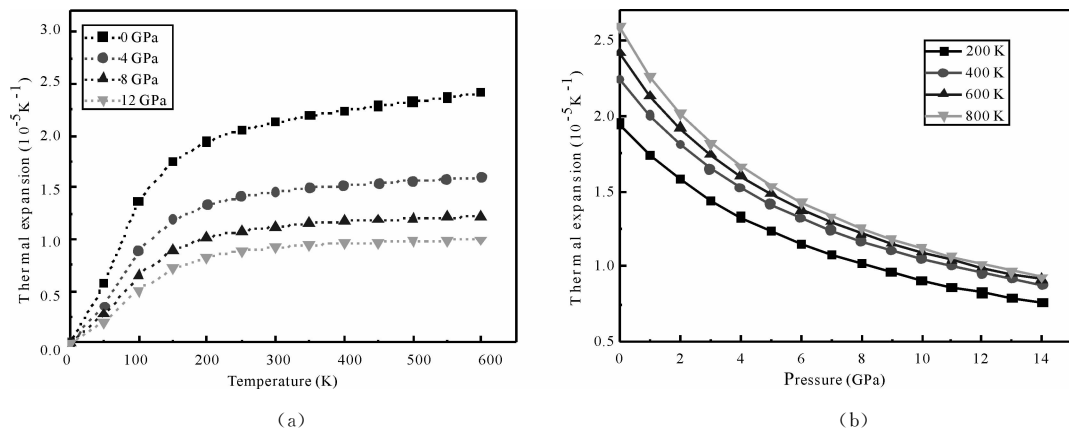 3.0
2.5
2.0
1.5
1.0
0.5
0.0
Thermal expansion (10⁻⁵K⁻¹)
0 GPa
4 GPa
8 GPa
12 GPa
0 100 200 300 400 500 600
Temperature (K)
(a)
2.5
2.0
1.5
1.0
0.5
Thermal expansion (10⁻⁵K⁻¹)
200 K
400 K
600 K
800 K
0 2 4 6 8 10 12 14
Pressure (GPa)
(b)